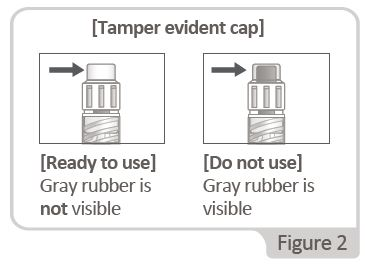 [Tamper evident cap]
[Ready to use]
Gray rubber is
not visible
[Do not use]
Gray rubber is
visible
Figure 2